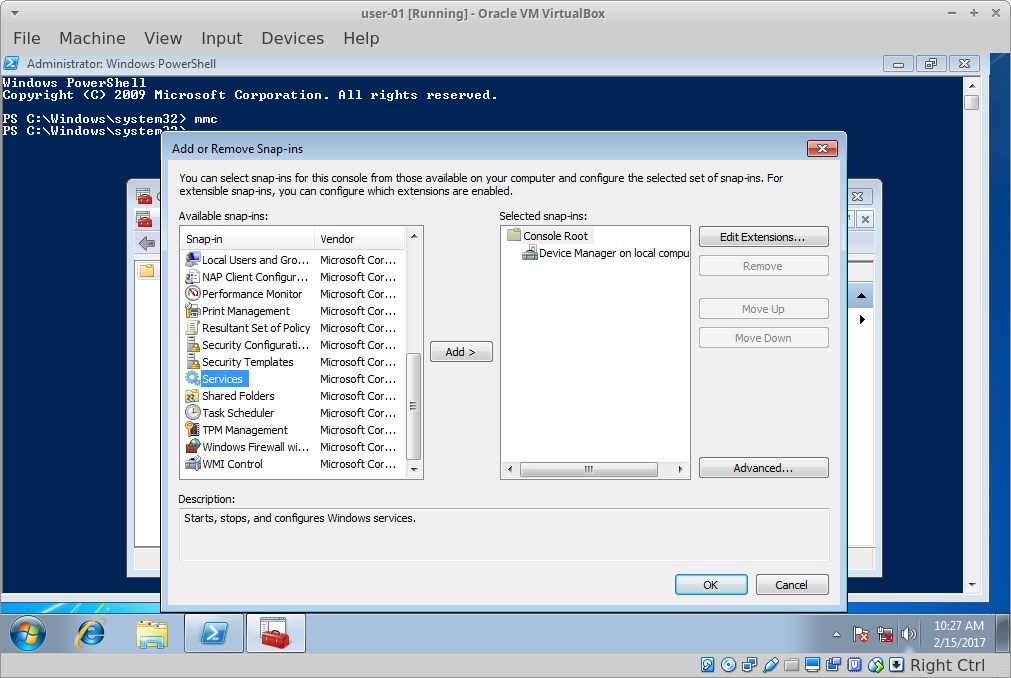 user-01 [Running] - Oracle VM VirtualBox
File Machine View Input Devices Help
Administrator: Windows PowerShell
Windows PowerShell
Copyright (C) 2009 Microsoft Corporation. All rights reserved.
PS C:\Windows\system32> mmc
PS C:\Windows\system32>
Add or Remove Snap-ins
You can select snap-ins for this console from those available on your computer and configure the selected set of snap-ins. For
extensible snap-ins, you can configure which extensions are enabled.
Available snap-ins:
Snap-in Vendor
Local Users and Gro... Microsoft Cor...
NAP Client Configur... Microsoft Cor...
Performance Monitor Microsoft Cor...
Print Management Microsoft Cor...
Resultant Set of Policy Microsoft Cor...
Security Configurati... Microsoft Cor...
Security Templates Microsoft Cor...
Services Microsoft Cor...
Shared Folders Microsoft Cor...
Task Scheduler Microsoft Cor...
TPM Management Microsoft Cor...
Windows Firewall wi... Microsoft Cor...
WMI Control Microsoft Cor...
Add >
Selected snap-ins:
Console Root
Device Manager on local compu
Edit Extensions...
Remove
Move Up
Move Down
Advanced...
Description:
Starts, stops, and configures Windows services.
OK
Cancel
10:27 AM
2/15/2017
Right Ctrl